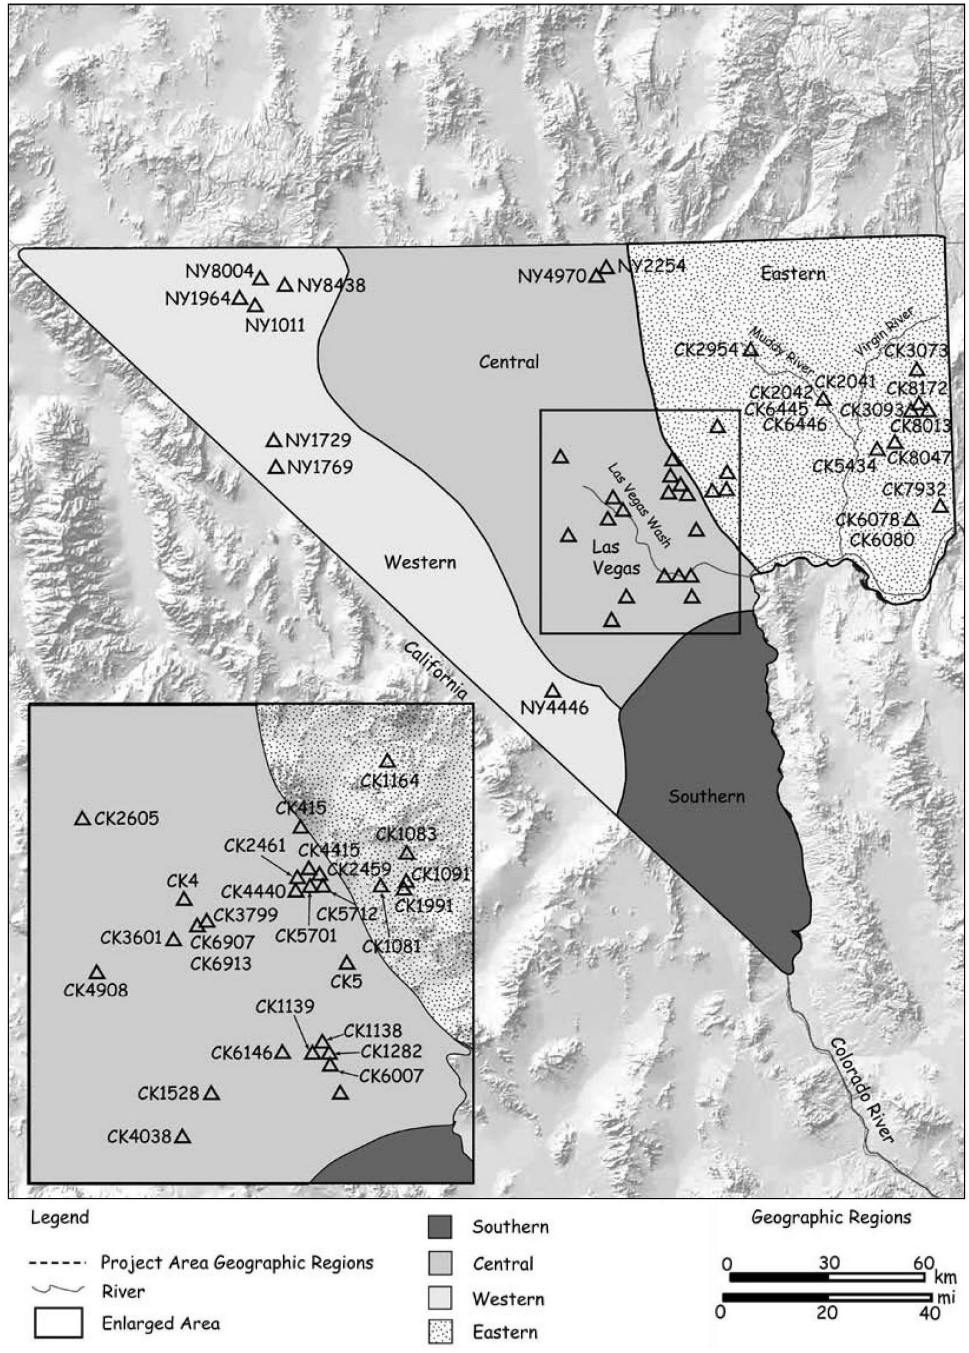 NY8004
NY8438
NY1964
NY1011
NY4970
NY2254
Eastern
Muddy River
Virgin River
CK2954
CK3073
Central
CK2041
CK2042
CK8172
CK6445
CK3093
CK6446
CK8013
NY1729
CK8047
CK5434
NY1769
CK7932
Las Vegas Wash
CK6078
CK6080
Las
Vegas
Western
California
NY4446
Southern
CK1164
CK415
CK2605
CK2461
CK4415
CK1083
CK2459
CK1091
CK4
CK4440
CK1991
CK3799
CK5712
CK3601
CK6907
CK5701
CK1081
CK6913
CK4908
CK5
CK1139
CK1138
CK6146
CK1282
CK6007
CK1528
CK4038
Colorado River
Legend
Project Area Geographic Regions
River
Enlarged Area
Southern
Central
Western
Eastern
Geographic Regions
0 30 60
km
mi
0 20 40